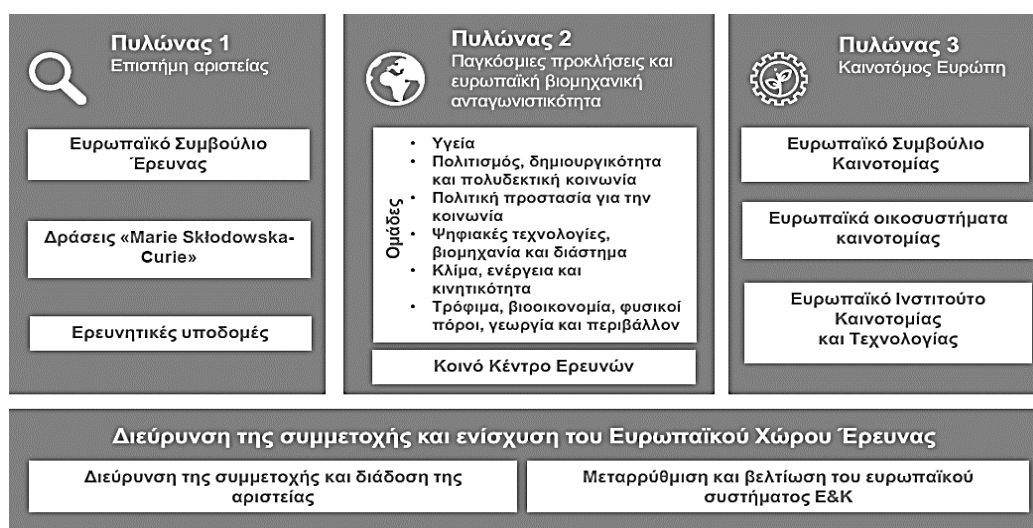 Πυλώνας 1
Επιστήμη αριστείας
Ευρωπαϊκό Συμβούλιο
Έρευνας
Δράσεις «Marie Skłodowska-
Curie»
Ερευνητικές υποδομές
Πυλώνας 2
Παγκόσμιες προκλήσεις και
ευρωπαϊκή βιομηχανική
ανταγωνιστικότητα
Ομάδες
• Υγεία
• Πολιτισμός, δημιουργικότητα
και πολυδεκτική κοινωνία
• Πολιτική προστασία για την
κοινωνία
• Ψηφιακές τεχνολογίες,
βιομηχανία και διάστημα
• Κλίμα, ενέργεια και
κινητικότητα
• Τρόφιμα, βιοοικονομία, φυσικοί
πόροι, γεωργία και περιβάλλον
Κοινό Κέντρο Ερευνών
Πυλώνας 3
Καινοτόμος Ευρώπη
Ευρωπαϊκό Συμβούλιο
Καινοτομίας
Ευρωπαϊκά οικοσυστήματα
καινοτομίας
Ευρωπαϊκό Ινστιτούτο
Καινοτομίας
και Τεχνολογίας
Διεύρυνση της συμμετοχής και ενίσχυση του Ευρωπαϊκού Χώρου Έρευνας
Διεύρυνση της συμμετοχής και διάδοση της
αριστείας
Μεταρρύθμιση και βελτίωση του ευρωπαϊκού
συστήματος Ε&Κ